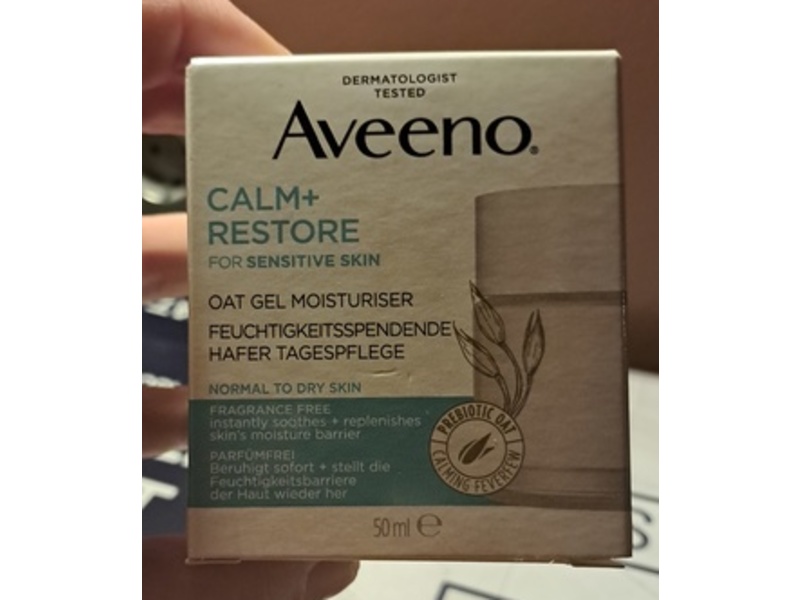 DERMATOLOGIST
TESTED
Aveeno®
CALM+
RESTORE
FOR SENSITIVE SKIN
OAT GEL MOISTURISER
FEUCHTIGKEITSSPENDENDE
HAFER TAGESPFLEGE
NORMAL TO DRY SKIN
FRAGRANCE FREE
instantly soothes + replenishes
skin's moisture barrier
PARFÜMFREI
Beruhigt sofort + stellt die
Feuchtigkeitsbarriere
der Haut wieder her
PREBIOTIC OAT
CALMING FEVERFEW
50 ml ℮